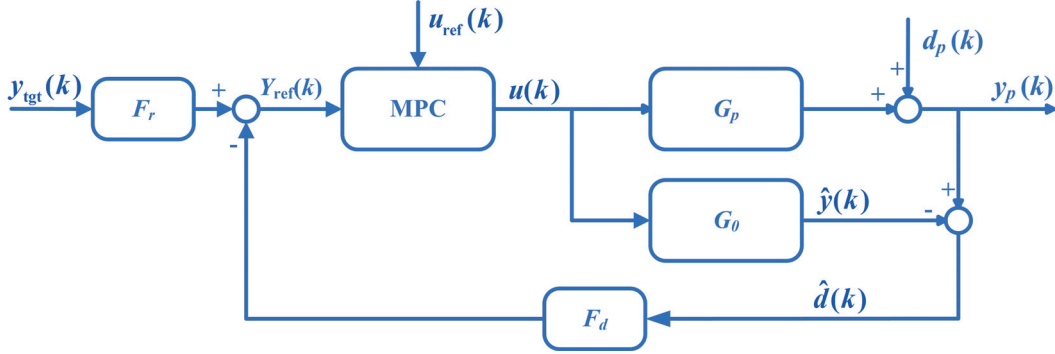 u_ref(k)
d_p(k)
y_tgt(k)
F_r
+
Y_ref(k)
MPC
u(k)
G_p
+
+
y_p(k)
-
+
G_0
ŷ(k)
-
F_d
d̂(k)